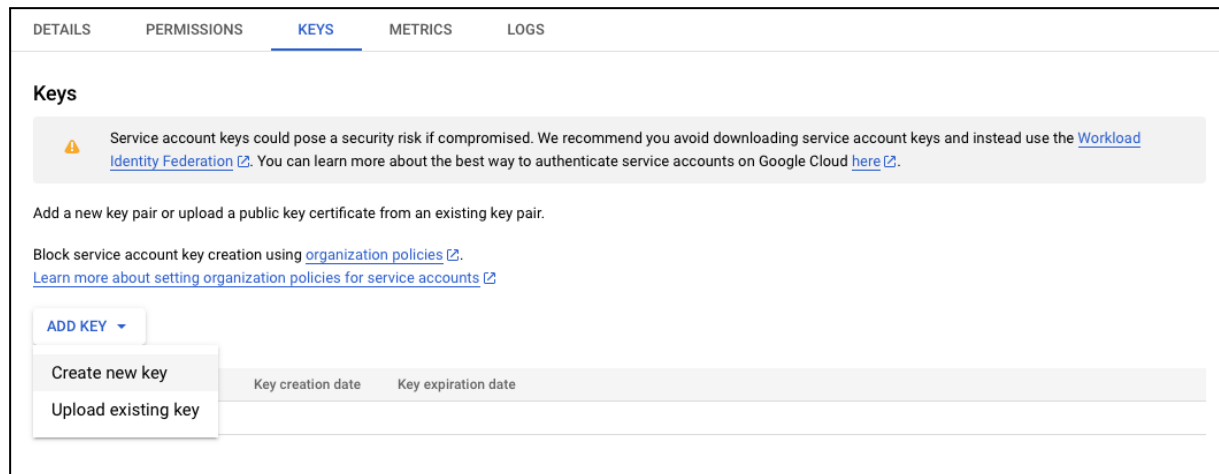 DETAILS PERMISSIONS KEYS METRICS LOGS
Keys
Service account keys could pose a security risk if compromised. We recommend you avoid downloading service account keys and instead use the Workload
Identity Federation. You can learn more about the best way to authenticate service accounts on Google Cloud here.
Add a new key pair or upload a public key certificate from an existing key pair.
Block service account key creation using organization policies.
Learn more about setting organization policies for service accounts
ADD KEY
Create new key
Key creation date Key expiration date
Upload existing key